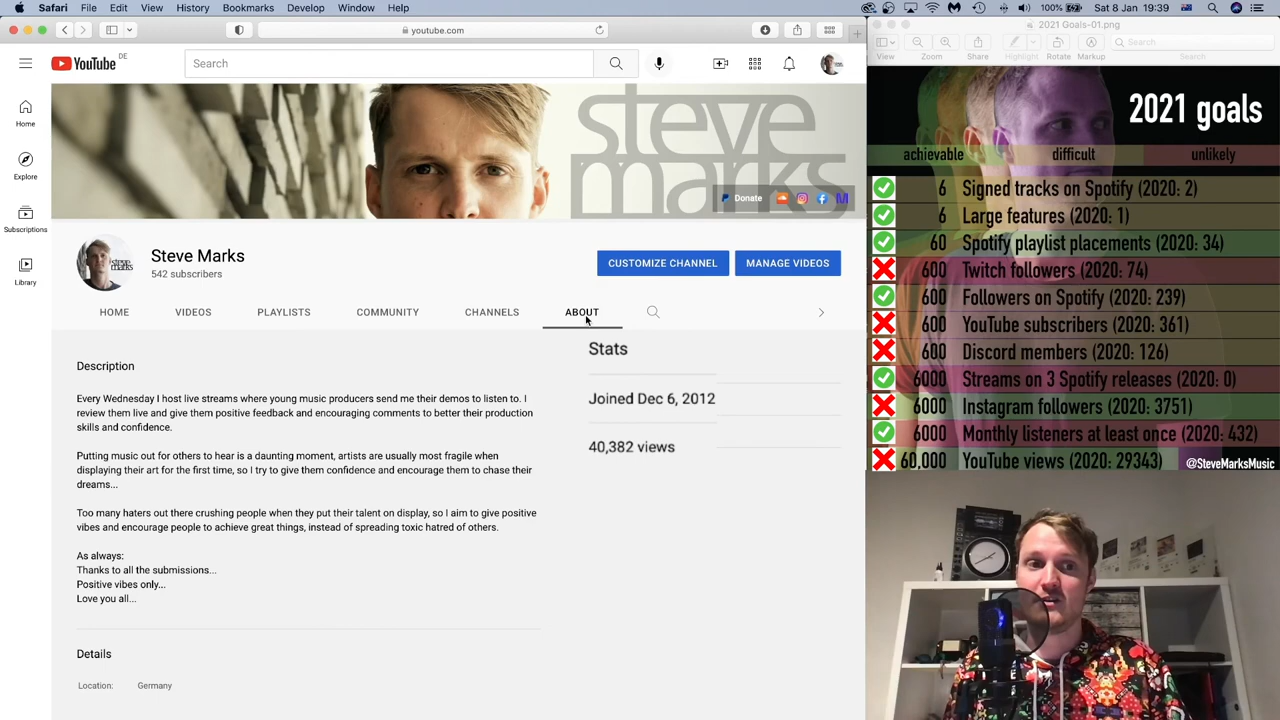 Safari File Edit View History Bookmarks Develop Window Help
100% Sat 8 Jan 19:39
youtube.com
YouTube DE
Search
Home
Explore
Subscriptions
Library
steve
marks
Donate
Steve Marks
542 subscribers
CUSTOMIZE CHANNEL MANAGE VIDEOS
HOME VIDEOS PLAYLISTS COMMUNITY CHANNELS ABOUT
Description
Every Wednesday I host live streams where young music producers send me their demos to listen to. I
review them live and give them positive feedback and encouraging comments to better their production
skills and confidence.
Putting music out for others to hear is a daunting moment, artists are usually most fragile when
displaying their art for the first time, so I try to give them confidence and encourage them to chase their
dreams...
Too many haters out there crushing people when they put their talent on display, so I aim to give positive
vibes and encourage people to achieve great things, instead of spreading toxic hatred of others.
As always:
Thanks to all the submissions...
Positive vibes only...
Love you all...
Details
Location: Germany
Stats
Joined Dec 6, 2012
40,382 views
2021 Goals-01.png
Search
View Zoom Share Highlight Rotate Markup Search
2021 goals
achievable difficult unlikely
6 Signed tracks on Spotify (2020: 2)
6 Large features (2020: 1)
60 Spotify playlist placements (2020: 34)
600 Twitch followers (2020: 74)
600 Followers on Spotify (2020: 239)
600 YouTube subscribers (2020: 361)
600 Discord members (2020: 126)
6000 Streams on 3 Spotify releases (2020: 0)
6000 Instagram followers (2020: 3751)
6000 Monthly listeners at least once (2020: 432)
60,000 YouTube views (2020: 29343)
@SteveMarksMusic